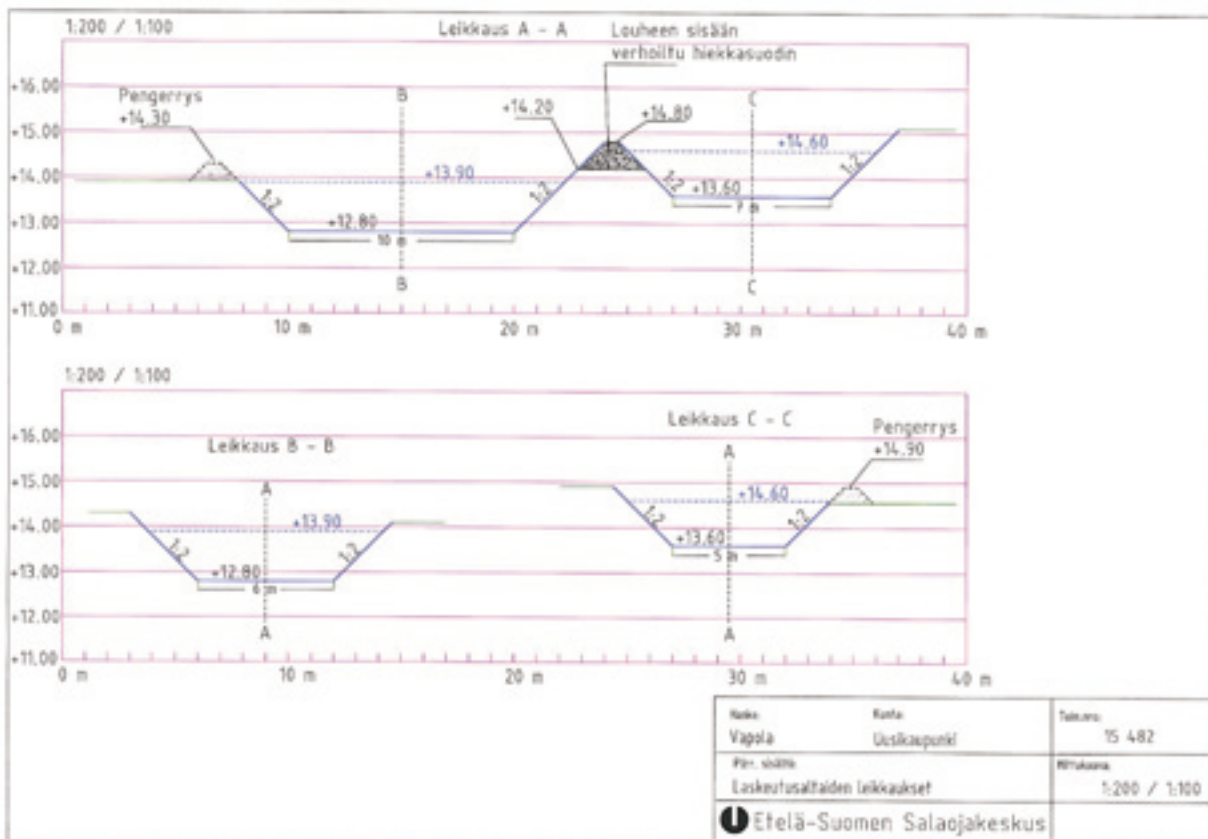 1:200 / 1:100
Leikkaus A - A
Louheen sisään
verhoiltu hiekkasuodin
+16.00
+15.00
+14.00
+13.00
+12.00
+11.00
Pengerrys
+14.30
B
C
+14.20
+14.80
+14.60
+13.90
1:2
1:2
1:2
1:2
+13.60
7 m
+12.80
10 m
B
C
0 m
10 m
20 m
30 m
40 m
1:200 / 1:100
+16.00
+15.00
+14.00
+13.00
+12.00
+11.00
Leikkaus B - B
Leikkaus C - C
Pengerrys
+14.90
A
A
+14.60
+13.90
1:2
1:2
1:2
1:2
+13.60
5 m
+12.80
6 m
A
A
0 m
10 m
20 m
30 m
40 m
Hanke:
Kunta:
Vapola
Uusikaupunki
15 482
Piir. sisältö:
Laskeutusaltaiden leikkaukset
Mittakaava:
1:200 / 1:100
Etelä-Suomen Salaojakeskus